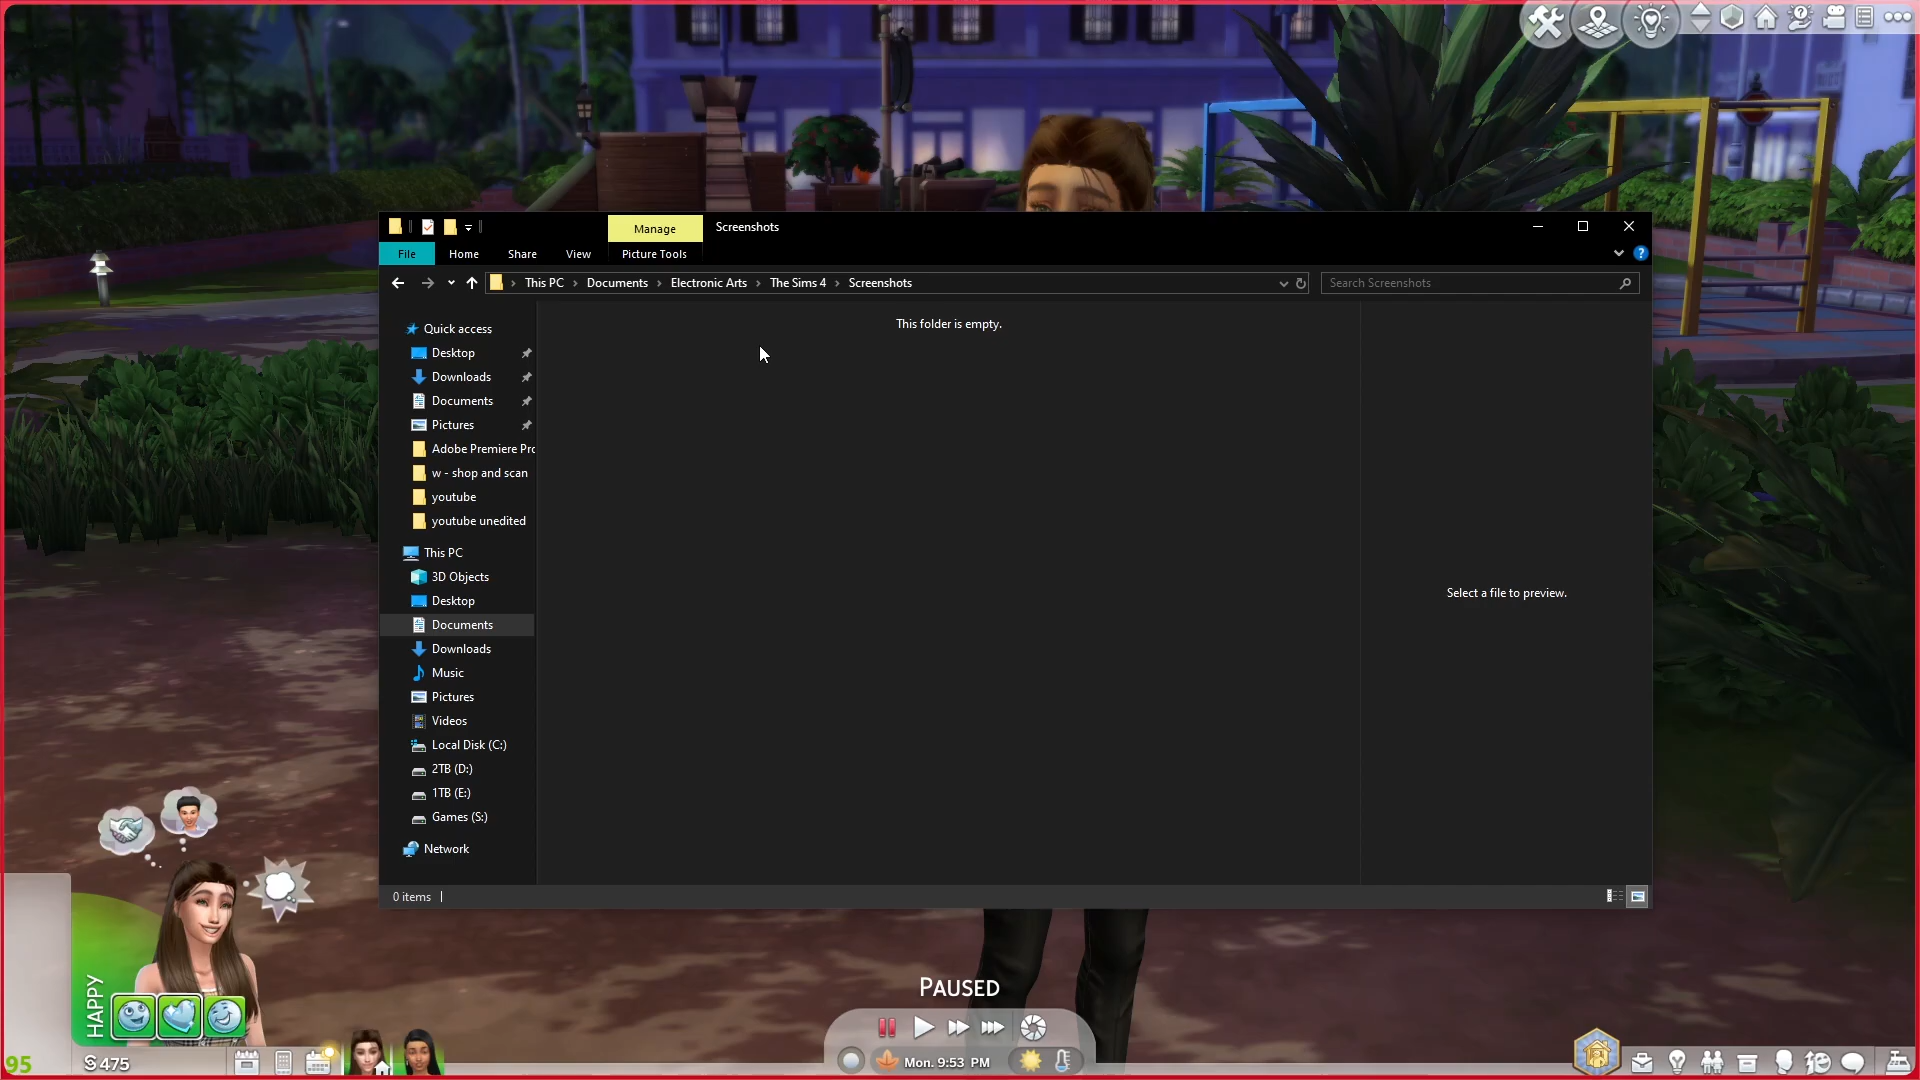 Manage
Screenshots
File
Home
Share
View
Picture Tools
This PC
Documents
Electronic Arts
The Sims 4
Screenshots
Search Screenshots
This folder is empty.
Quick access
Desktop
Downloads
Documents
Pictures
Adobe Premiere Pro
w - shop and scan
youtube
youtube unedited
This PC
3D Objects
Desktop
Documents
Downloads
Music
Pictures
Videos
Local Disk (C:)
2TB (D:)
1TB (E:)
Games (S:)
Network
Select a file to preview.
0 items
HAPPY
PAUSED
95
§475
Mon. 9:53 PM